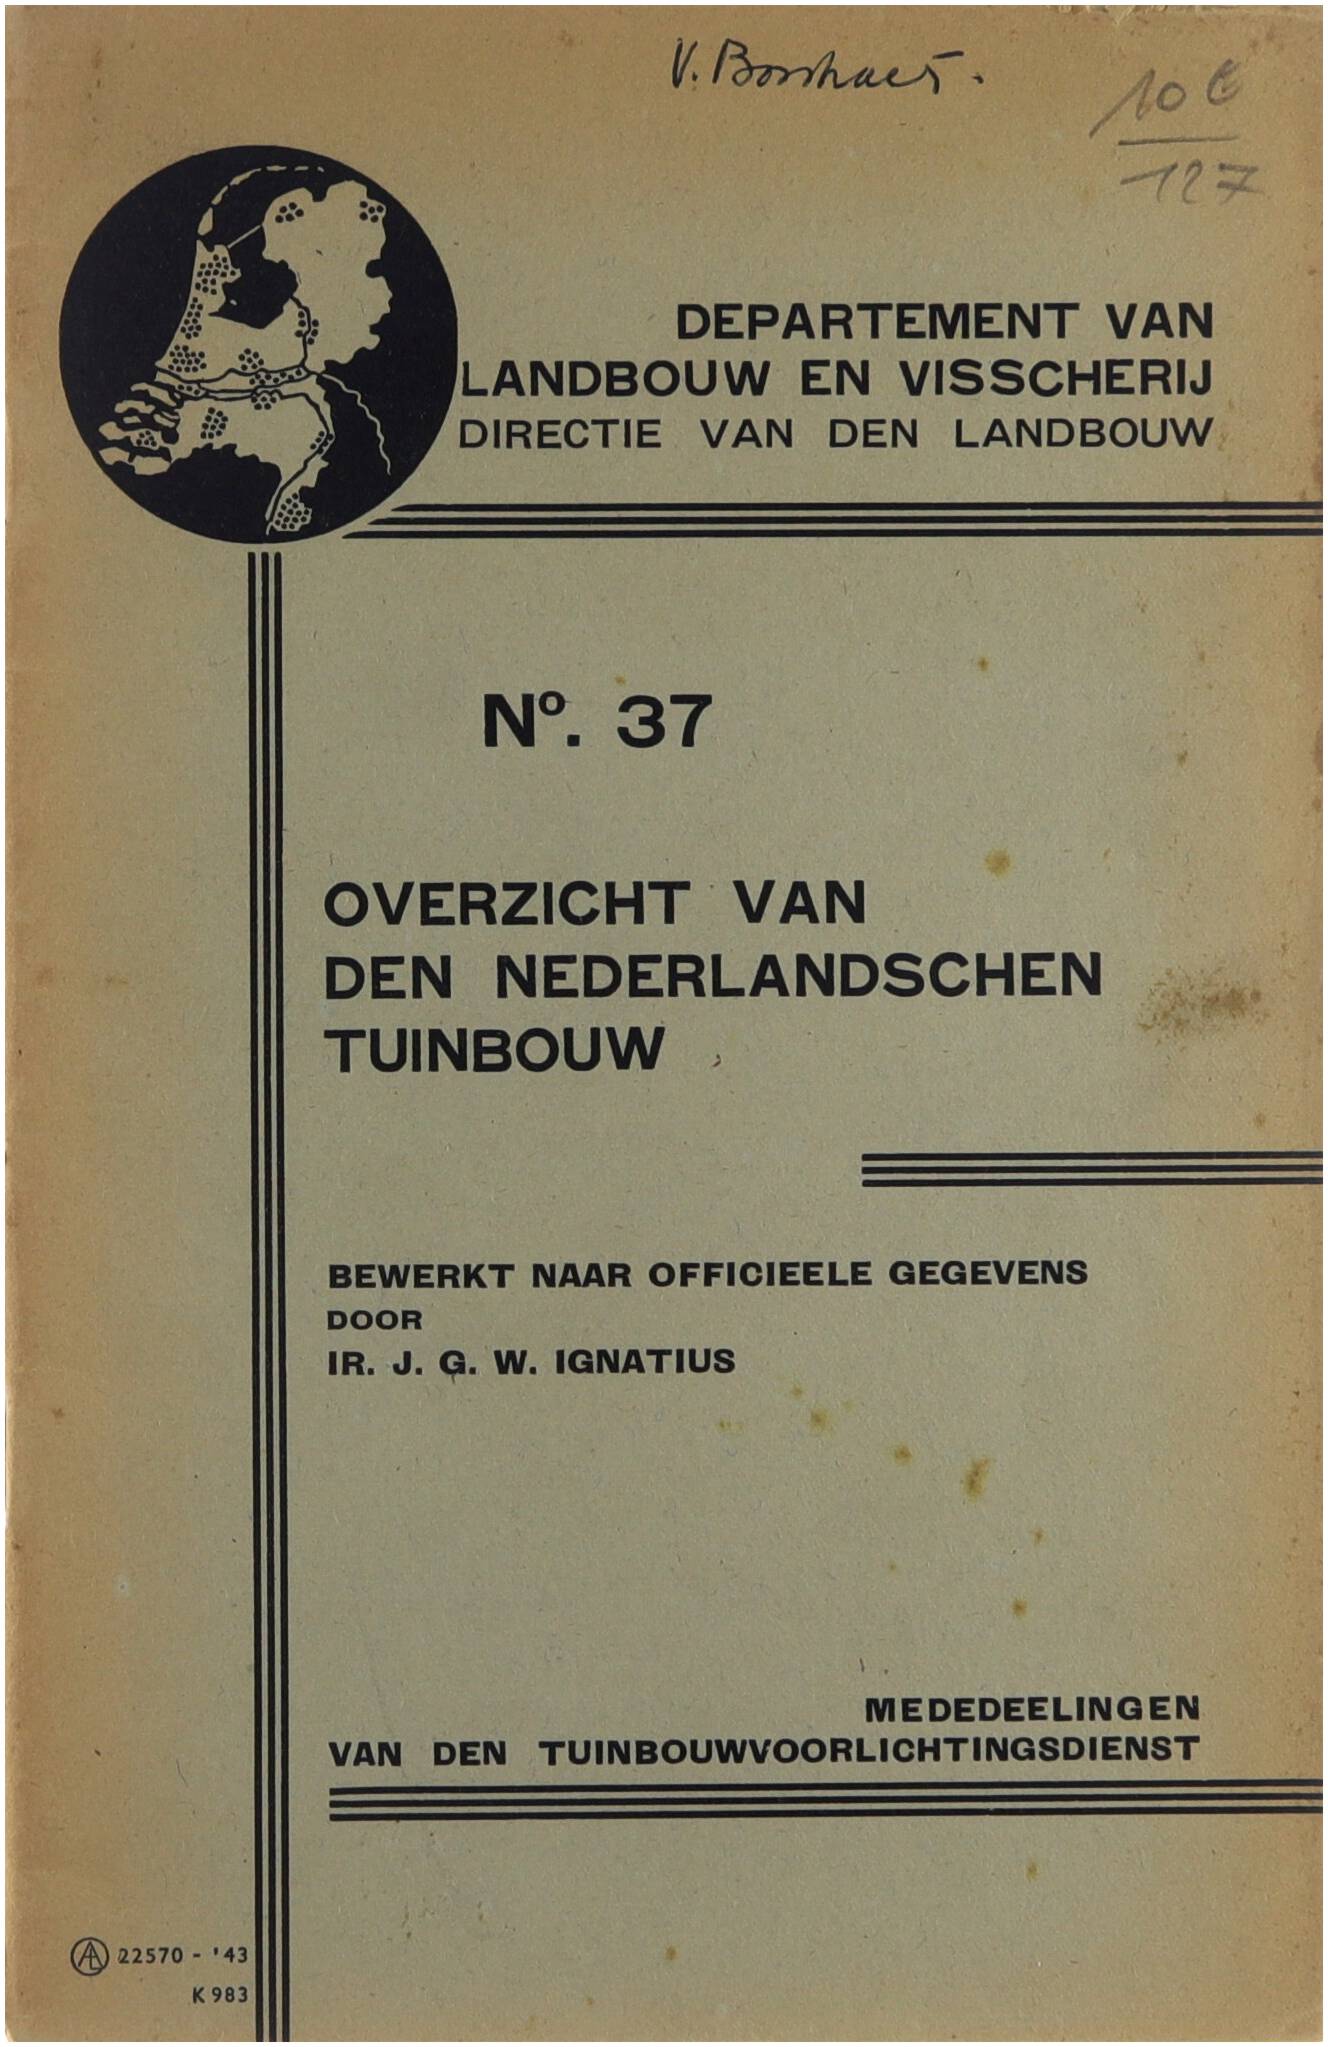 10 €
127
DEPARTEMENT VAN
LANDBOUW EN VISSCHERIJ
DIRECTIE VAN DEN LANDBOUW
Nº. 37
OVERZICHT VAN
DEN NEDERLANDSCHEN
TUINBOUW
BEWERKT NAAR OFFICIEELE GEGEVENS
DOOR
IR. J. G. W. IGNATIUS
MEDEDEELINGEN
VAN DEN TUINBOUWVOORLICHTINGSDIENST
22570 - '43
K 983